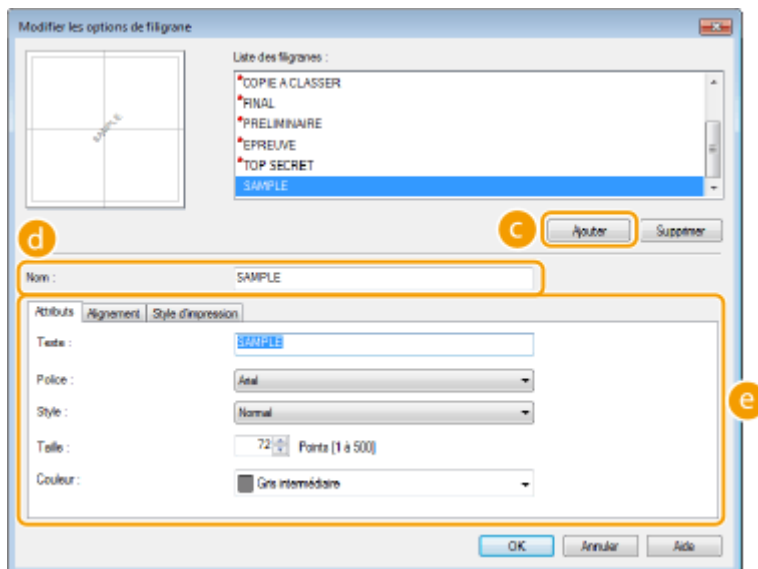 Modifier les options de filigrane
SAMPLE
Liste des filigranes :
*COPIE A CLASSER
*FINAL
*PRELIMINAIRE
*EPREUVE
*TOP SECRET
SAMPLE
c
Ajouter
Supprimer
d
Nom :
SAMPLE
Attributs
Alignement
Style d'impression
Texte :
SAMPLE
e
Police :
Arial
Style :
Normal
Taille :
72
Points (1 à 500)
Couleur :
Gris intermédiaire
OK
Annuler
Aide